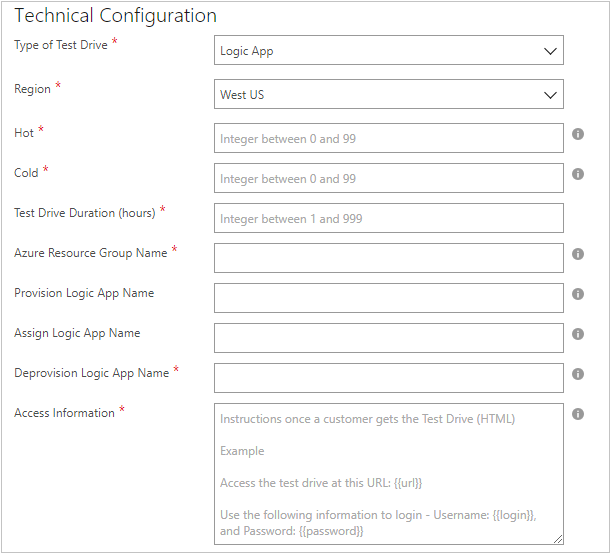 Technical Configuration
Type of Test Drive *
Logic App
Region *
West US
Hot *
Integer between 0 and 99
Cold *
Integer between 0 and 99
Test Drive Duration (hours) *
Integer between 1 and 999
Azure Resource Group Name *
Provision Logic App Name
Assign Logic App Name
Deprovision Logic App Name *
Access Information *
Instructions once a customer gets the Test Drive (HTML)
Example
Access the test drive at this URL: {{url}}
Use the following information to login - Username: {{login}},
and Password: {{password}}